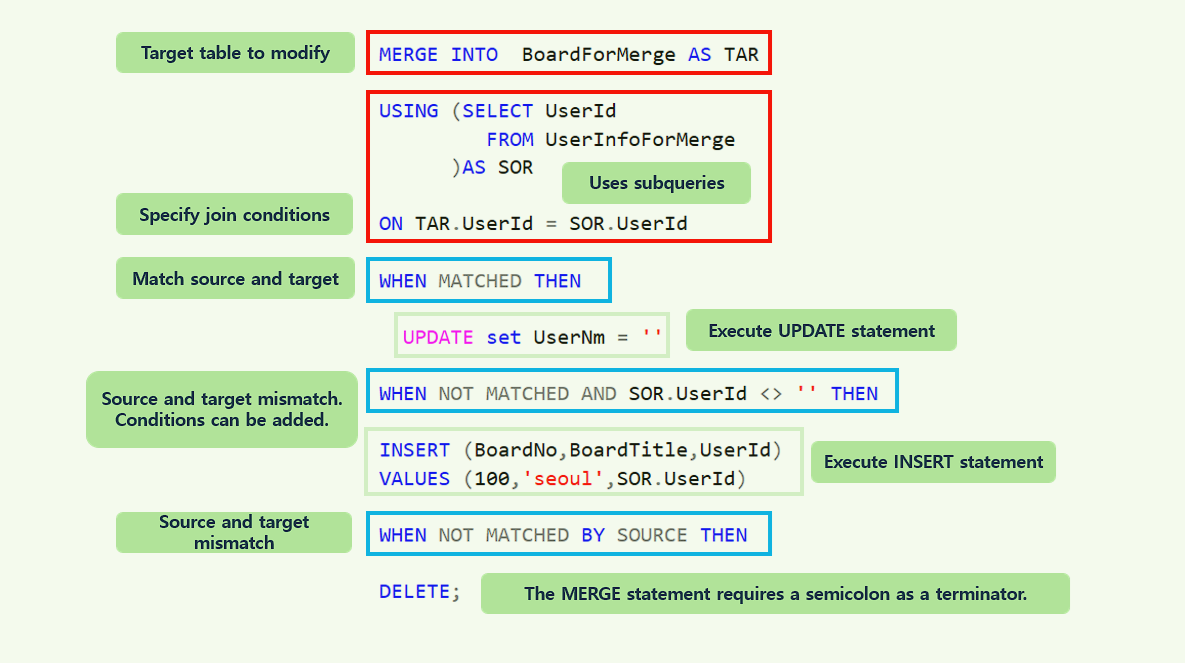 Target table to modify
MERGE INTO  BoardForMerge AS TAR
USING (SELECT UserId
FROM UserInfoForMerge
)AS SOR
Uses subqueries
Specify join conditions
ON TAR.UserId = SOR.UserId
Match source and target
WHEN MATCHED THEN
UPDATE set UserNm = ''
Execute UPDATE statement
Source and target mismatch.
Conditions can be added.
WHEN NOT MATCHED AND SOR.UserId <> '' THEN
INSERT (BoardNo,BoardTitle,UserId)
VALUES (100,'seoul',SOR.UserId)
Execute INSERT statement
Source and target
mismatch
WHEN NOT MATCHED BY SOURCE THEN
DELETE;
The MERGE statement requires a semicolon as a terminator.